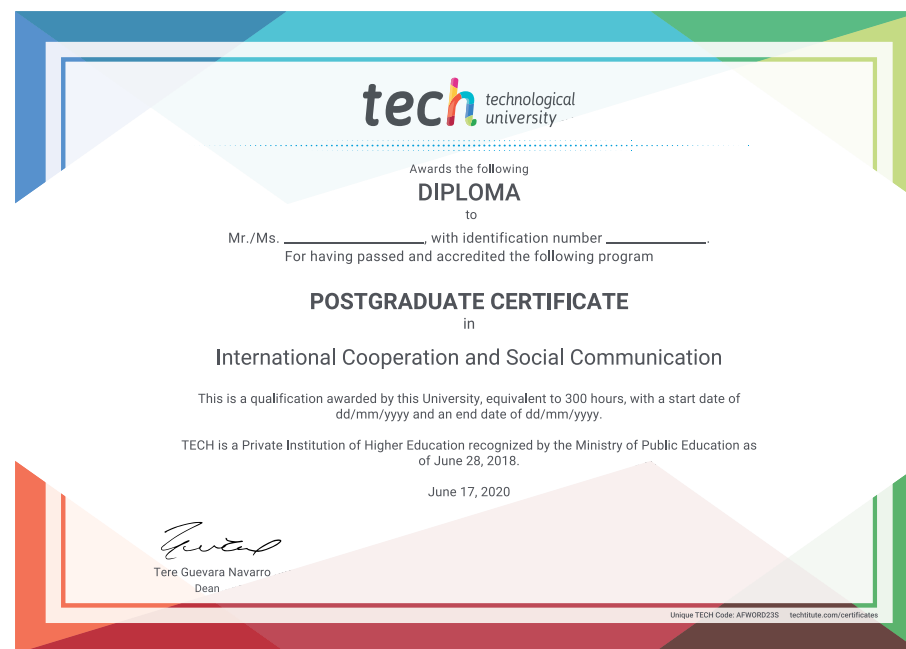 tech technological
university
Awards the following
DIPLOMA
to
Mr./Ms. ____________________, with identification number ______________.
For having passed and accredited the following program
POSTGRADUATE CERTIFICATE
in
International Cooperation and Social Communication
This is a qualification awarded by this University, equivalent to 300 hours, with a start date of
dd/mm/yyyy and an end date of dd/mm/yyyy.
TECH is a Private Institution of Higher Education recognized by the Ministry of Public Education as
of June 28, 2018.
June 17, 2020
Tere Guevara Navarro
Dean
Unique TECH Code: AFWORD23S techtitute.com/certificates